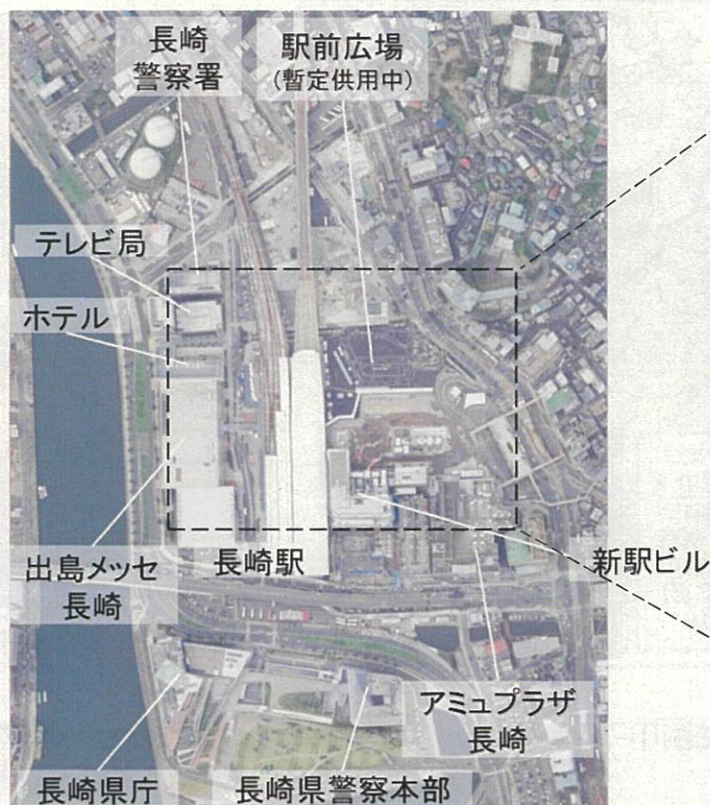 長崎
警察署
駅前広場
(暫定供用中)
テレビ局
ホテル
出島メッセ
長崎
長崎駅
新駅ビル
アミュプラザ
長崎
長崎県庁
長崎県警察本部